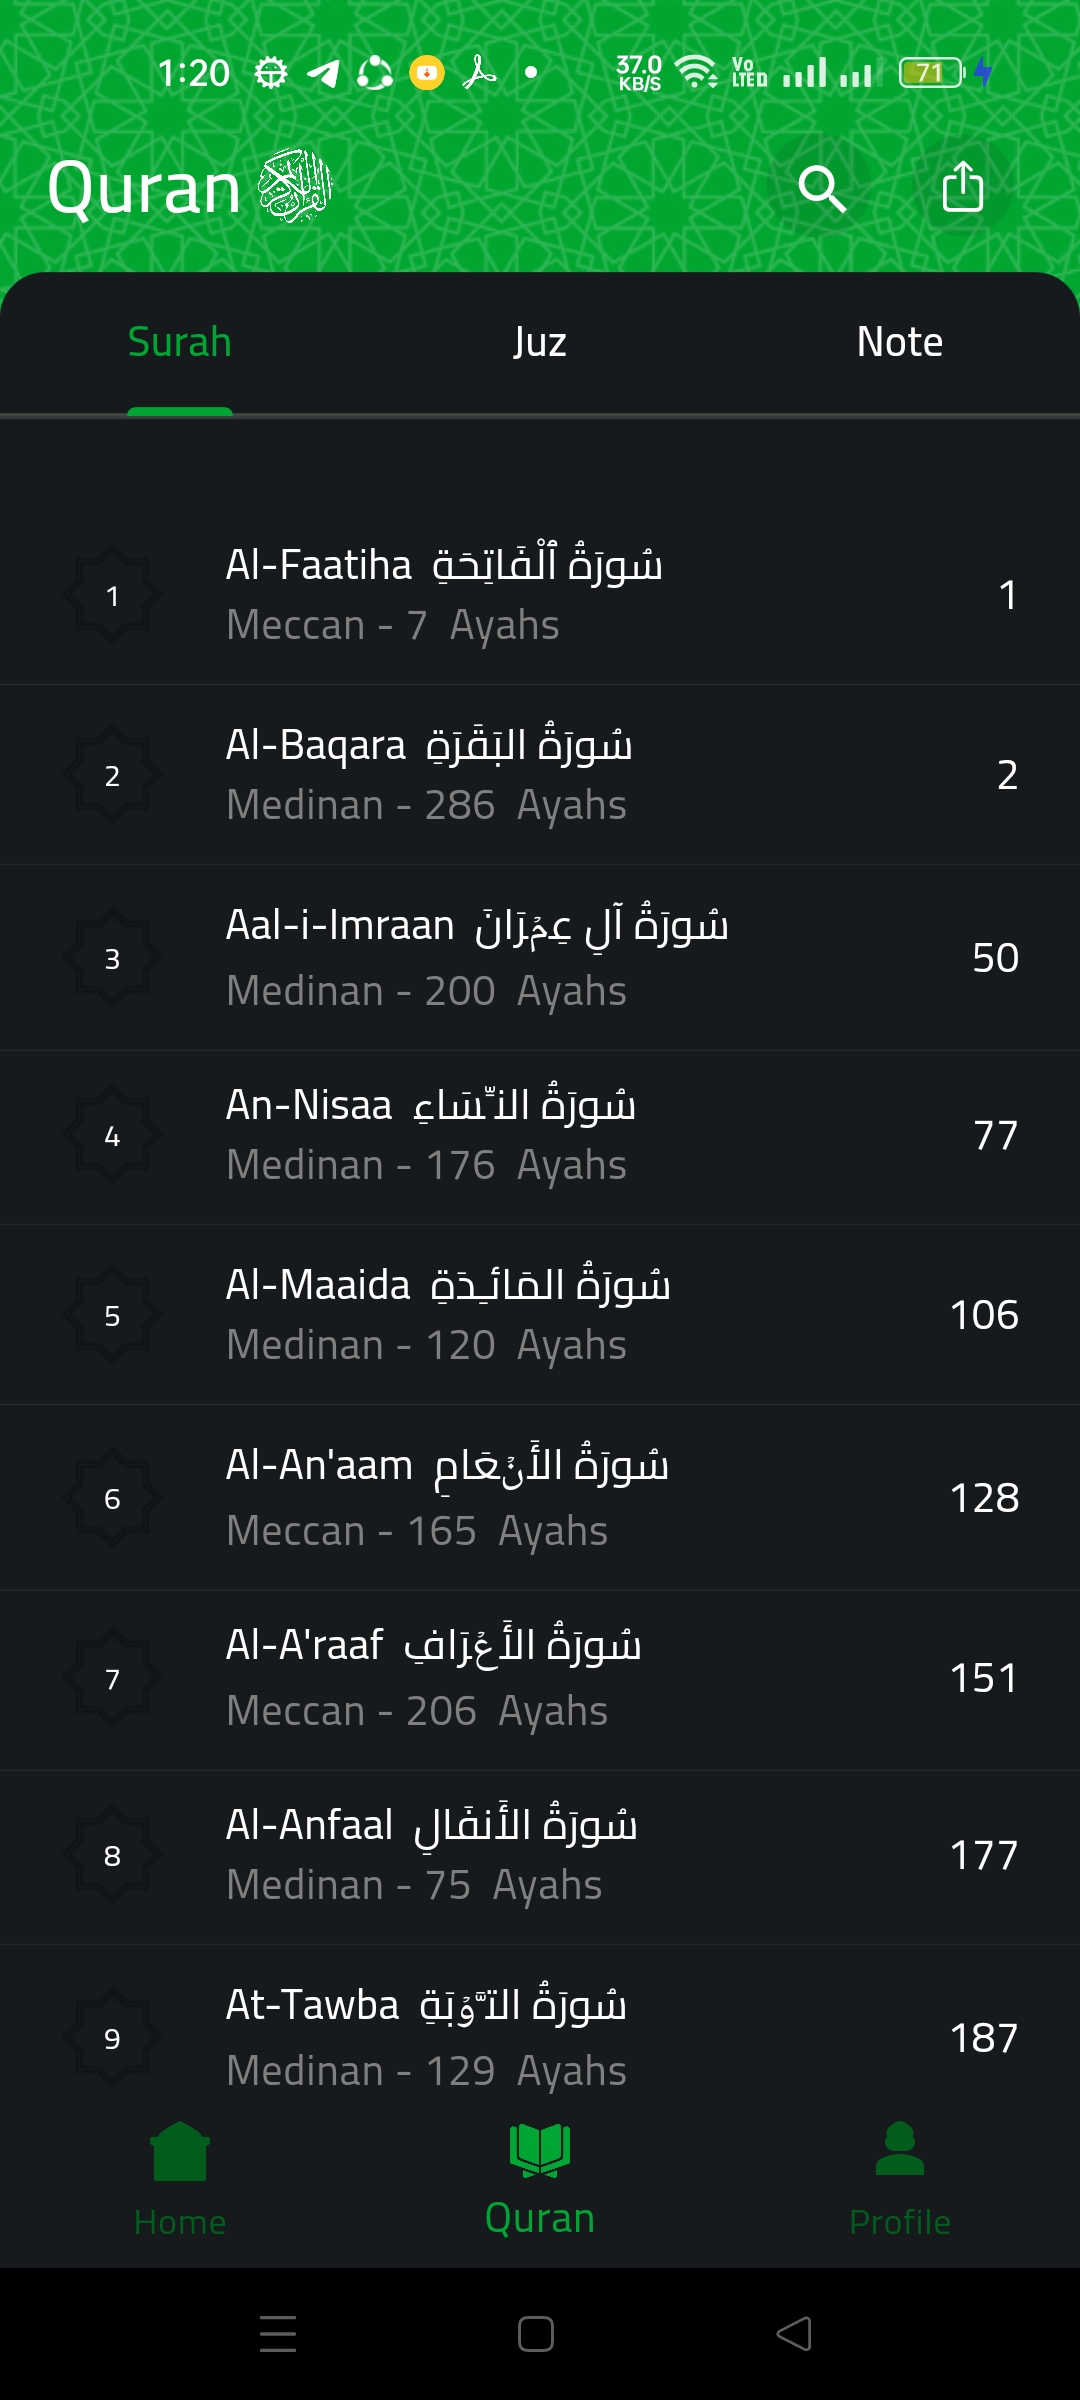 1:20 37.0 KB/S Vo LTED 71
Quran
Surah Juz Note
1 Al-Faatiha سُورَةُ ٱلْفَاتِحَةِ 1
Meccan - 7 Ayahs
2 Al-Baqara سُورَةُ البَقَرَةِ 2
Medinan - 286 Ayahs
3 Aal-i-Imraan سُورَةُ آلِ عِمۡرَانَ 50
Medinan - 200 Ayahs
4 An-Nisaa سُورَةُ النِّسَاءِ 77
Medinan - 176 Ayahs
5 Al-Maaida سُورَةُ المَائـِدَةِ 106
Medinan - 120 Ayahs
6 Al-An'aam سُورَةُ الأَنۡعَامِ 128
Meccan - 165 Ayahs
7 Al-A'raaf سُورَةُ الأَعۡرَافِ 151
Meccan - 206 Ayahs
8 Al-Anfaal سُورَةُ الأَنفَالِ 177
Medinan - 75 Ayahs
9 At-Tawba سُورَةُ التَّوۡبَةِ 187
Medinan - 129 Ayahs
Home Quran Profile